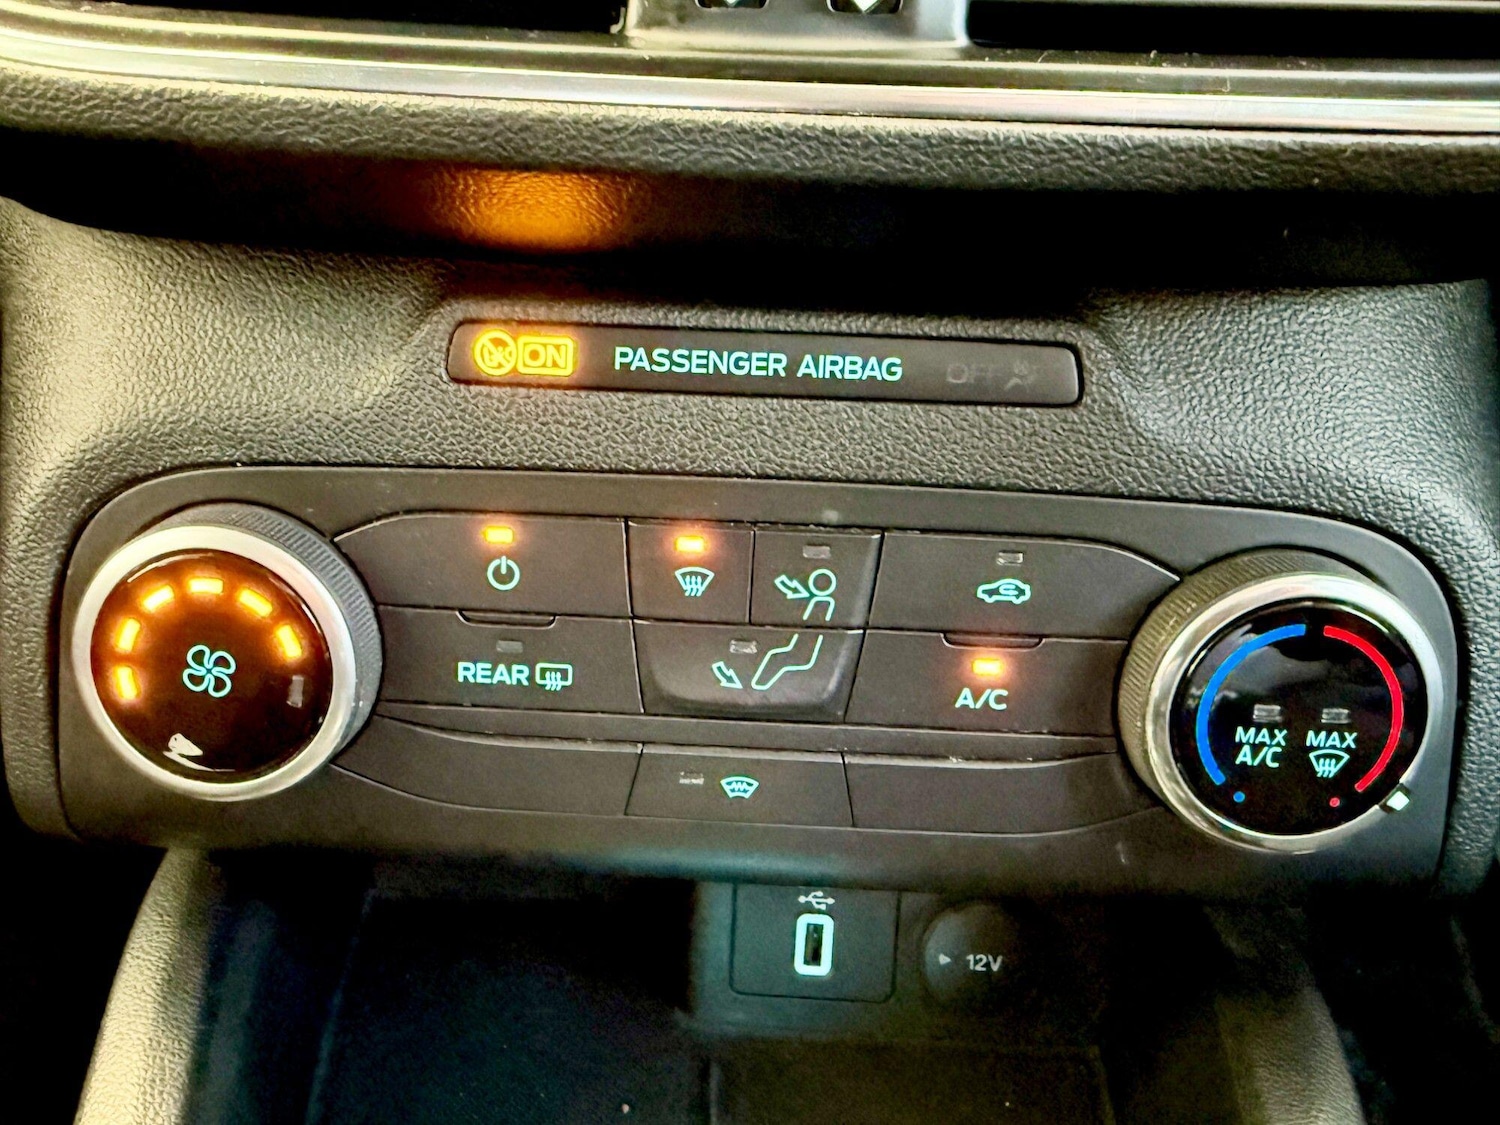 ON PASSENGER AIRBAG OFF
REAR
A/C
MAX
A/C
MAX
12V